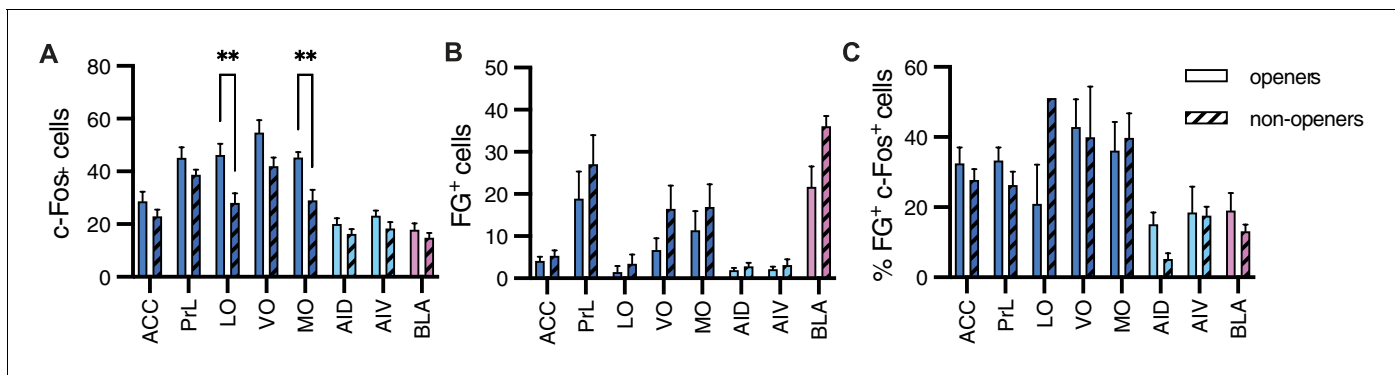 A
c-Fos+ cells
80
60
40
20
0
**
**
ACC
PrL
LO
VO
MO
AID
AIV
BLA
B
FG+ cells
50
40
30
20
10
0
ACC
PrL
LO
VO
MO
AID
AIV
BLA
C
% FG+ c-Fos+ cells
60
40
20
0
ACC
PrL
LO
VO
MO
AID
AIV
BLA
openers
non-openers